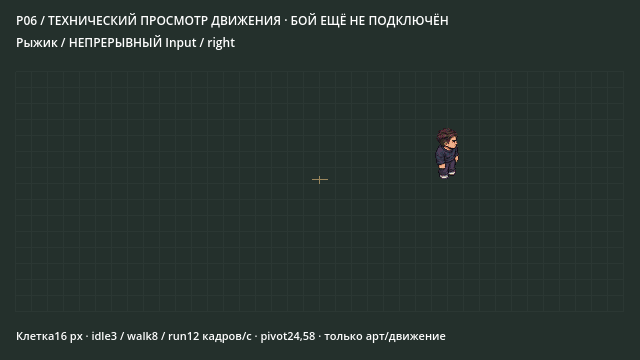 P06 / ТЕХНИЧЕСКИЙ ПРОСМОТР ДВИЖЕНИЯ · БОЙ ЕЩЁ НЕ ПОДКЛЮЧЁН
Рыжик / НЕПРЕРЫВНЫЙ Input / right
Клетка16 px · idle3 / walk8 / run12 кадров/с · pivot24,58 · только арт/движение